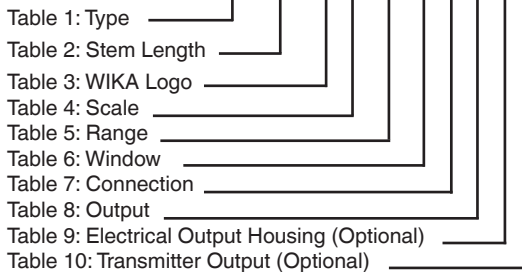 Table 1: Type
Table 2: Stem Length
Table 3: WIKA Logo
Table 4: Scale
Table 5: Range
Table 6: Window
Table 7: Connection
Table 8: Output
Table 9: Electrical Output Housing (Optional)
Table 10: Transmitter Output (Optional)